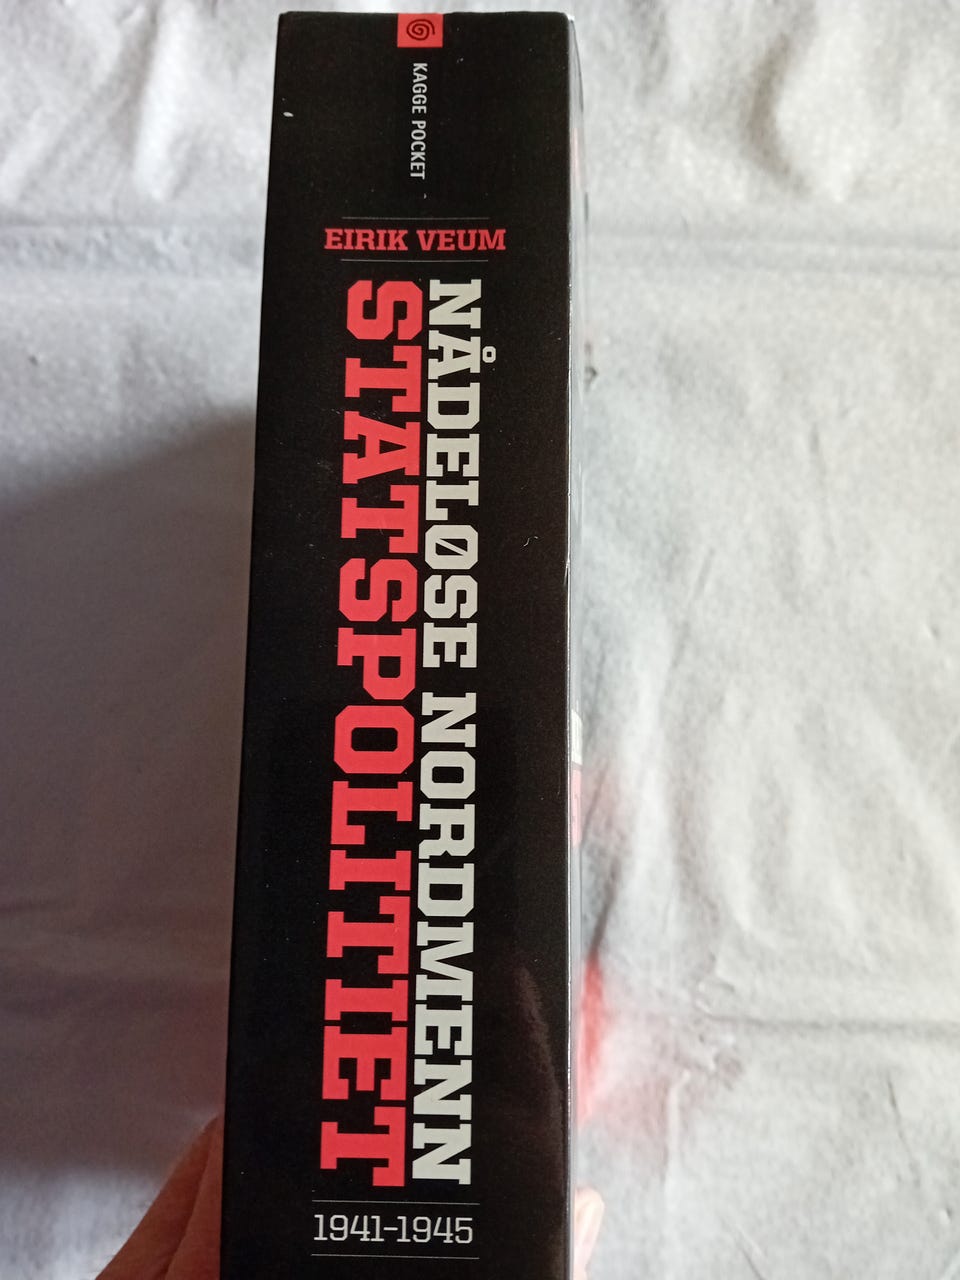 KAGGE POCKET
EIRIK VEUM
NÅDELØSE NORDMENN
STATSPOLITIET
1941–1945